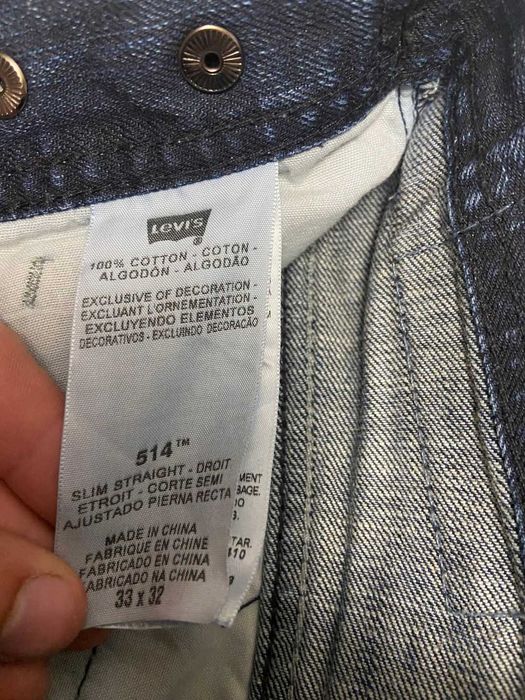 Levi's
®
100% COTTON - COTON -
ALGODÓN - ALGODÃO
EXCLUSIVE OF DECORATION -
EXCLUANT L'ORNEMENTATION -
EXCLUYENDO ELEMENTOS
DECORATIVOS - EXCLUINDO DECORAÇÃO
514™
SLIM STRAIGHT - DROIT
ETROIT - CORTE SEMI
AJUSTADO PIERNA RECTA
MADE IN CHINA
FABRIQUE EN CHINE
FABRICADO EN CHINA
FABRICADO NA CHINA
33 x 32